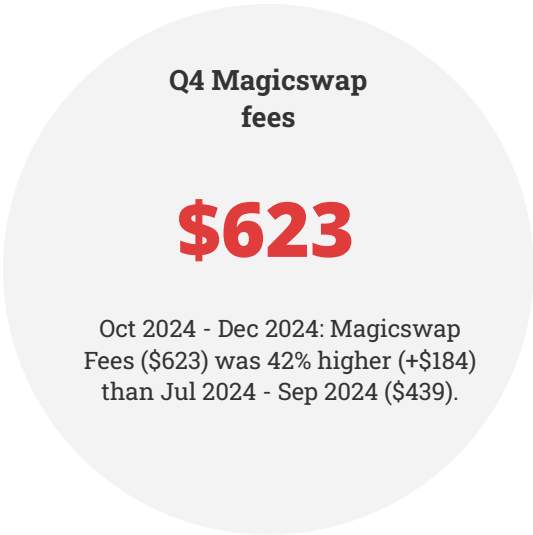 Q4 Magicswap
fees
$623
Oct 2024 - Dec 2024: Magicswap
Fees ($623) was 42% higher (+$184)
than Jul 2024 - Sep 2024 ($439).